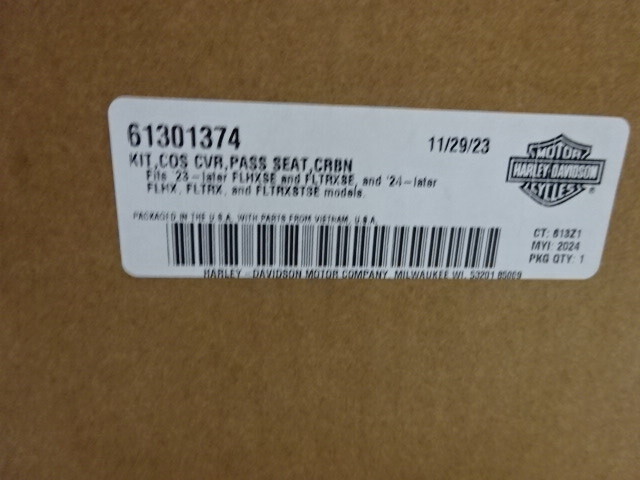 61301374
11/29/23
KIT,COS CVR,PASS SEAT,CRBN
Fits '23-later FLHXSE and FLTRXSE, and '24-later
FLHX, FLTRX, and FLTRXSTSE models.
MOTOR
HARLEY-DAVIDSON
CYCLES
®
PACKAGED IN THE U.S.A. WITH PARTS FROM VIETNAM, U.S.A.
CT: 613Z1
MYI: 2024
PKG QTY: 1
HARLEY - DAVIDSON MOTOR COMPANY, MILWAUKEE WI. 53201 85009